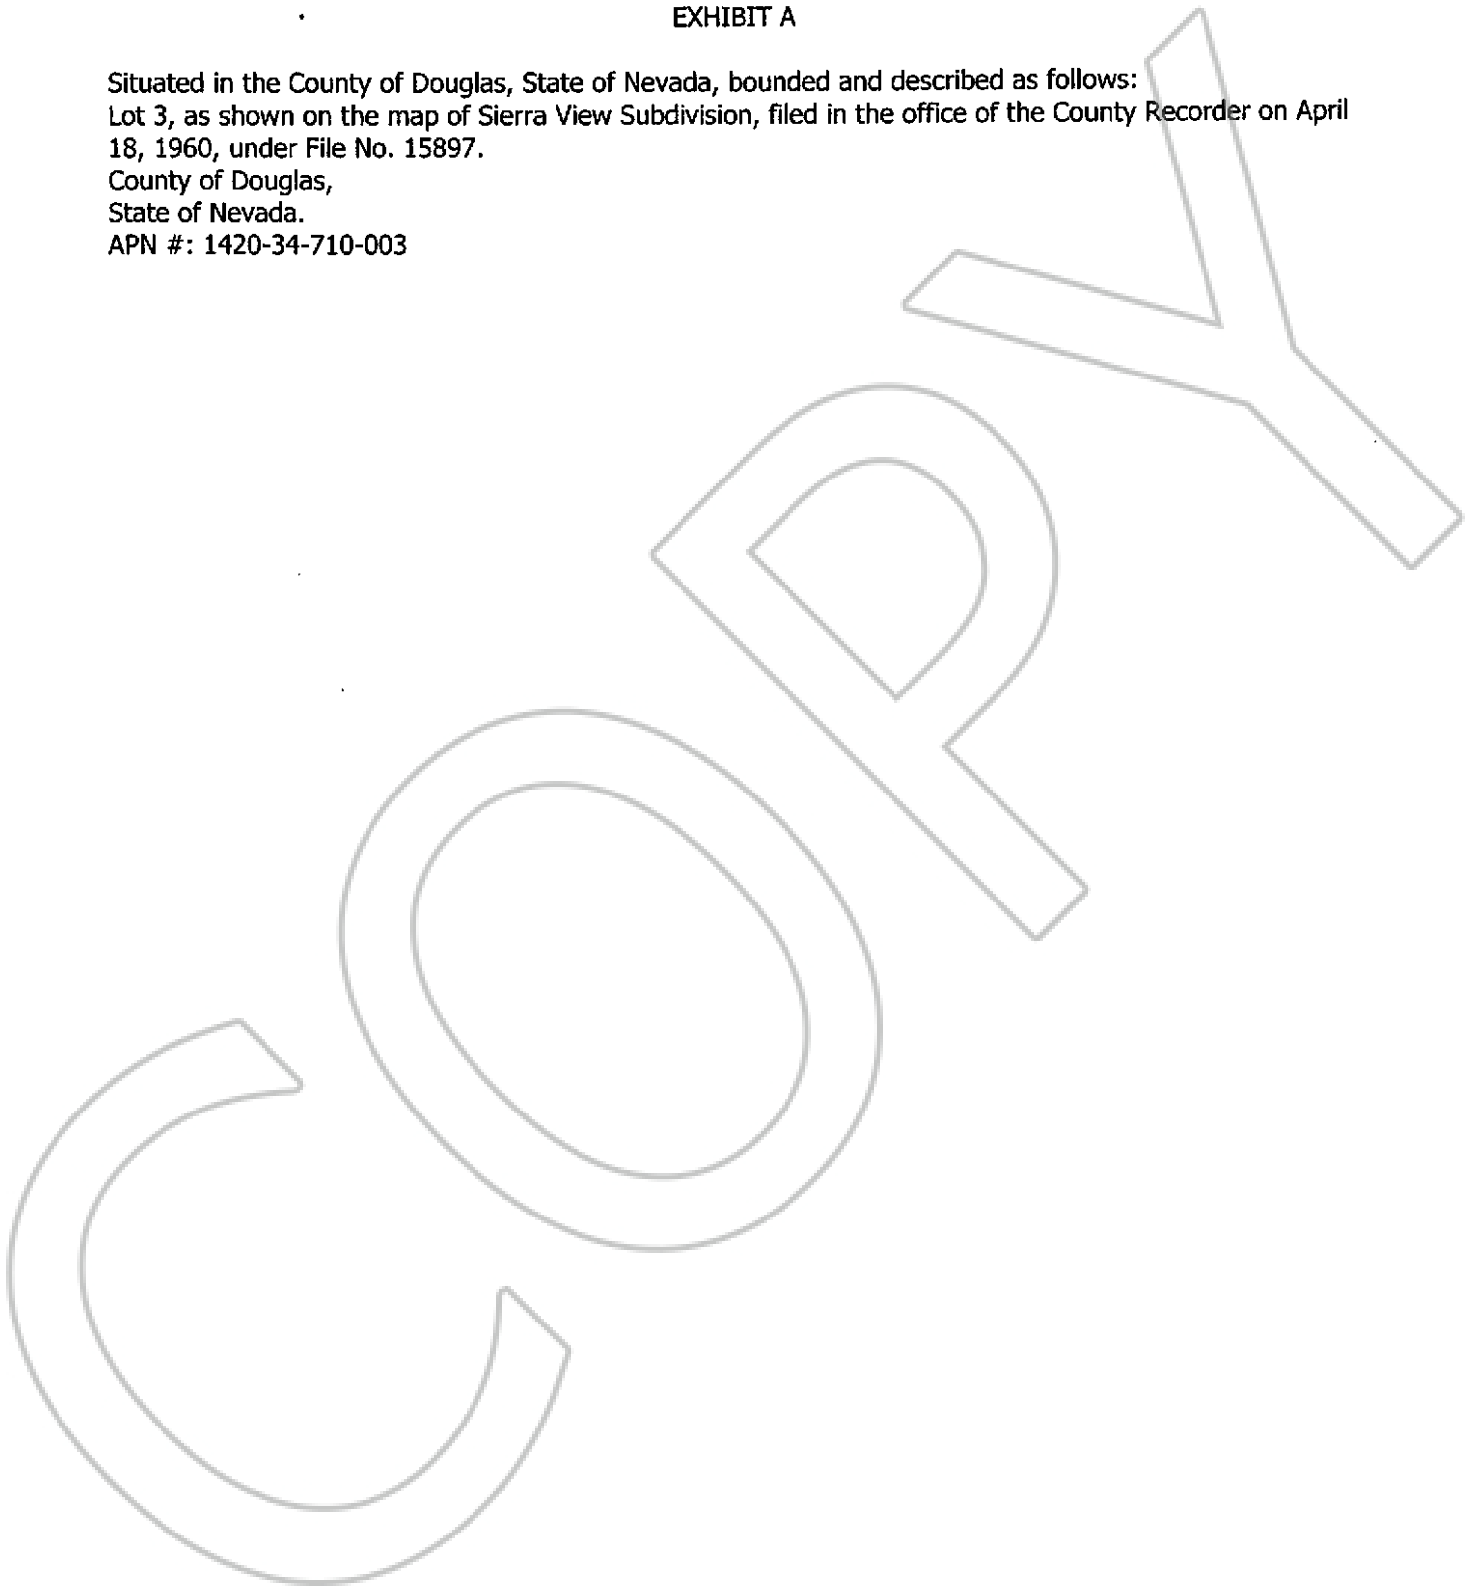 EXHIBIT A
Situated in the County of Douglas, State of Nevada, bounded and described as follows:
Lot 3, as shown on the map of Sierra View Subdivision, filed in the office of the County Recorder on April
18, 1960, under File No. 15897.
County of Douglas,
State of Nevada.
APN #: 1420-34-710-003
COPY